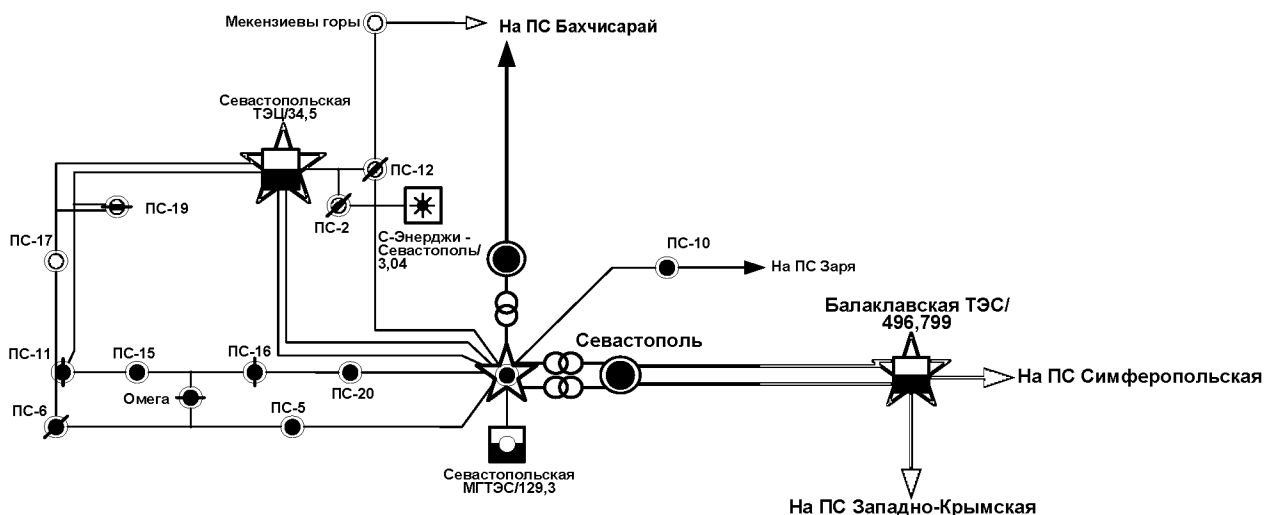 Мекензиевы горы
На ПС Бахчисарай
Севастопольская
ТЭЦ/34,5
ПС-12
ПС-19
ПС-2
С-Энерджи -
Севастополь/
3,04
ПС-17
ПС-10
На ПС Заря
Балаклавская ТЭС/
496,799
Севастополь
ПС-11
ПС-15
ПС-16
ПС-20
На ПС Симферопольская
Омега
ПС-6
ПС-5
Севастопольская
МГТЭС/129,3
На ПС Западно-Крымская